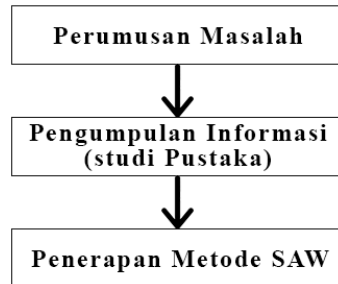 Perumusan Masalah
Pengumpulan Informasi
(studi Pustaka)
Penerapan Metode SAW